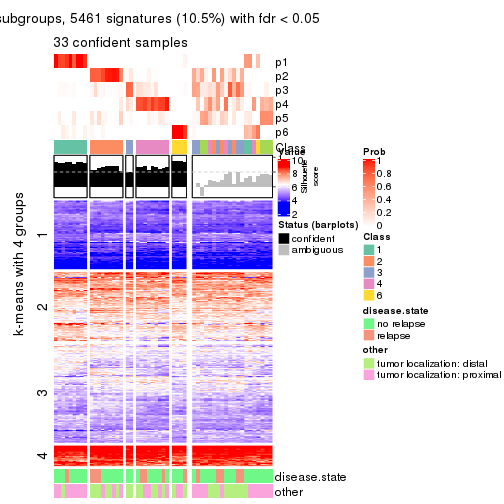 subgroups, 5461 signatures (10.5%) with fdr < 0.05
33 confident samples
p1
p2
p3
p4
p5
p6
Class
Silhouette
score
k-means with 4 groups
1
2
3
4
disease.state
other
Value
10
8
6
4
2
Status (barplots)
confident
ambiguous
Prob
1
0.8
0.6
0.4
0.2
0
Class
1
2
3
4
6
disease.state
no relapse
relapse
other
tumor localization: distal
tumor localization: proximal